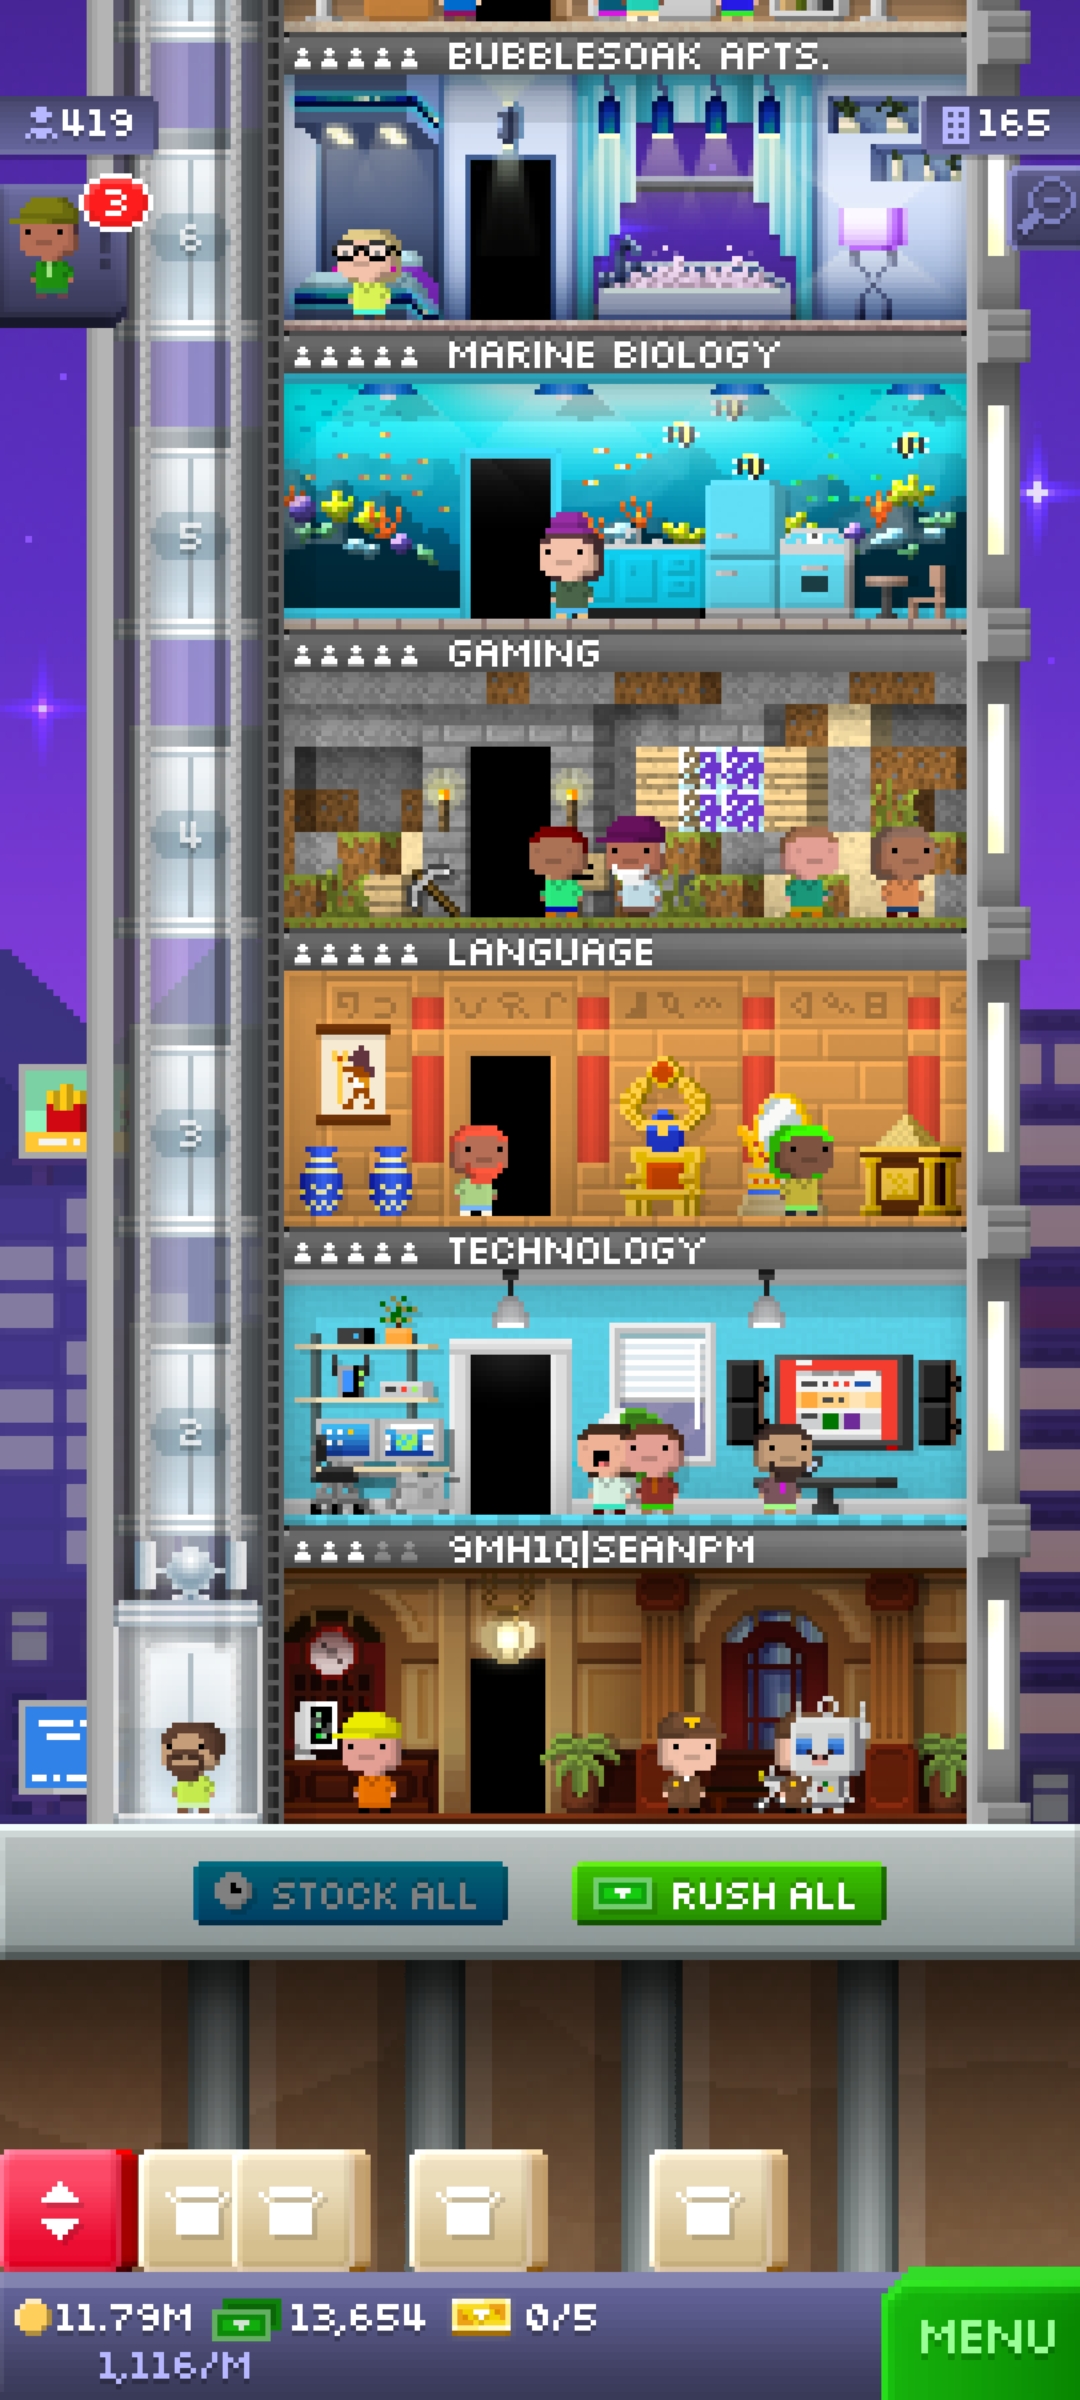 BUBBLESOAK APTS.
419
165
3
6
MARINE BIOLOGY
5
GAMING
4
LANGUAGE
3
TECHNOLOGY
2
9MH1Q|SEANPM
STOCK ALL
RUSH ALL
11.79M 13,654 0/5
1,116/M
MENU